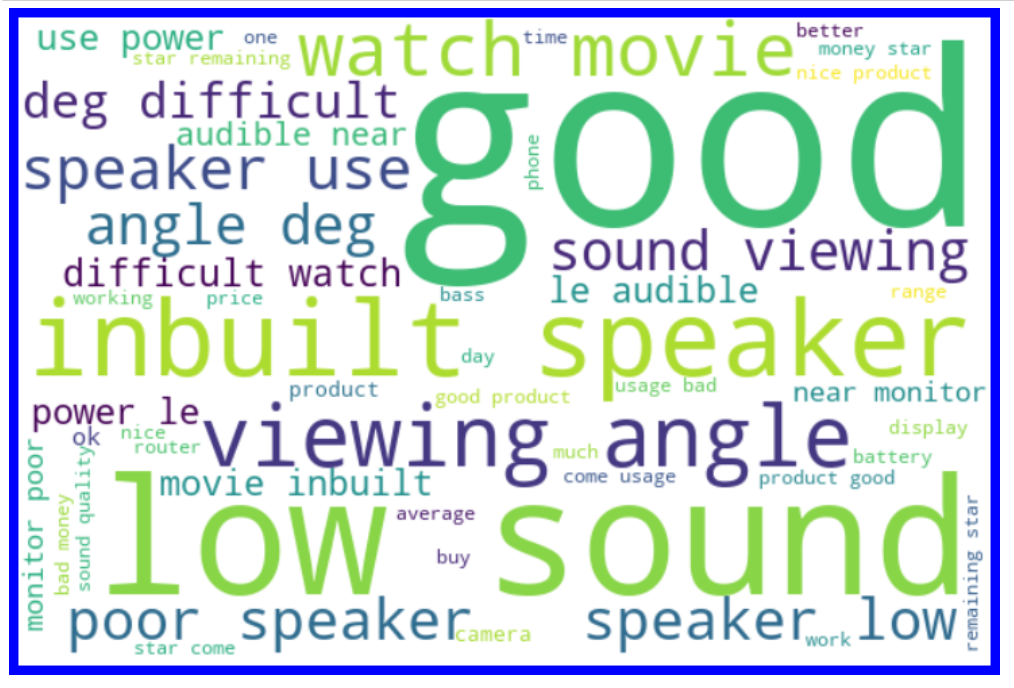 use power
one
watch movie
time
better
star remaining
money star
nice product
deg difficult
good
audible near
phone
speaker use
angle deg
sound viewing
difficult watch
le audible
working
price
bass
range
inbuilt speaker
day
product
good product
usage bad
near monitor
power le
viewing angle
ok
nice
router
much
display
battery
movie inbuilt
come usage
product good
monitor poor
bad money
sound quality
low sound
average
buy
remaining star
poor speaker
camera
speaker low
work
star come